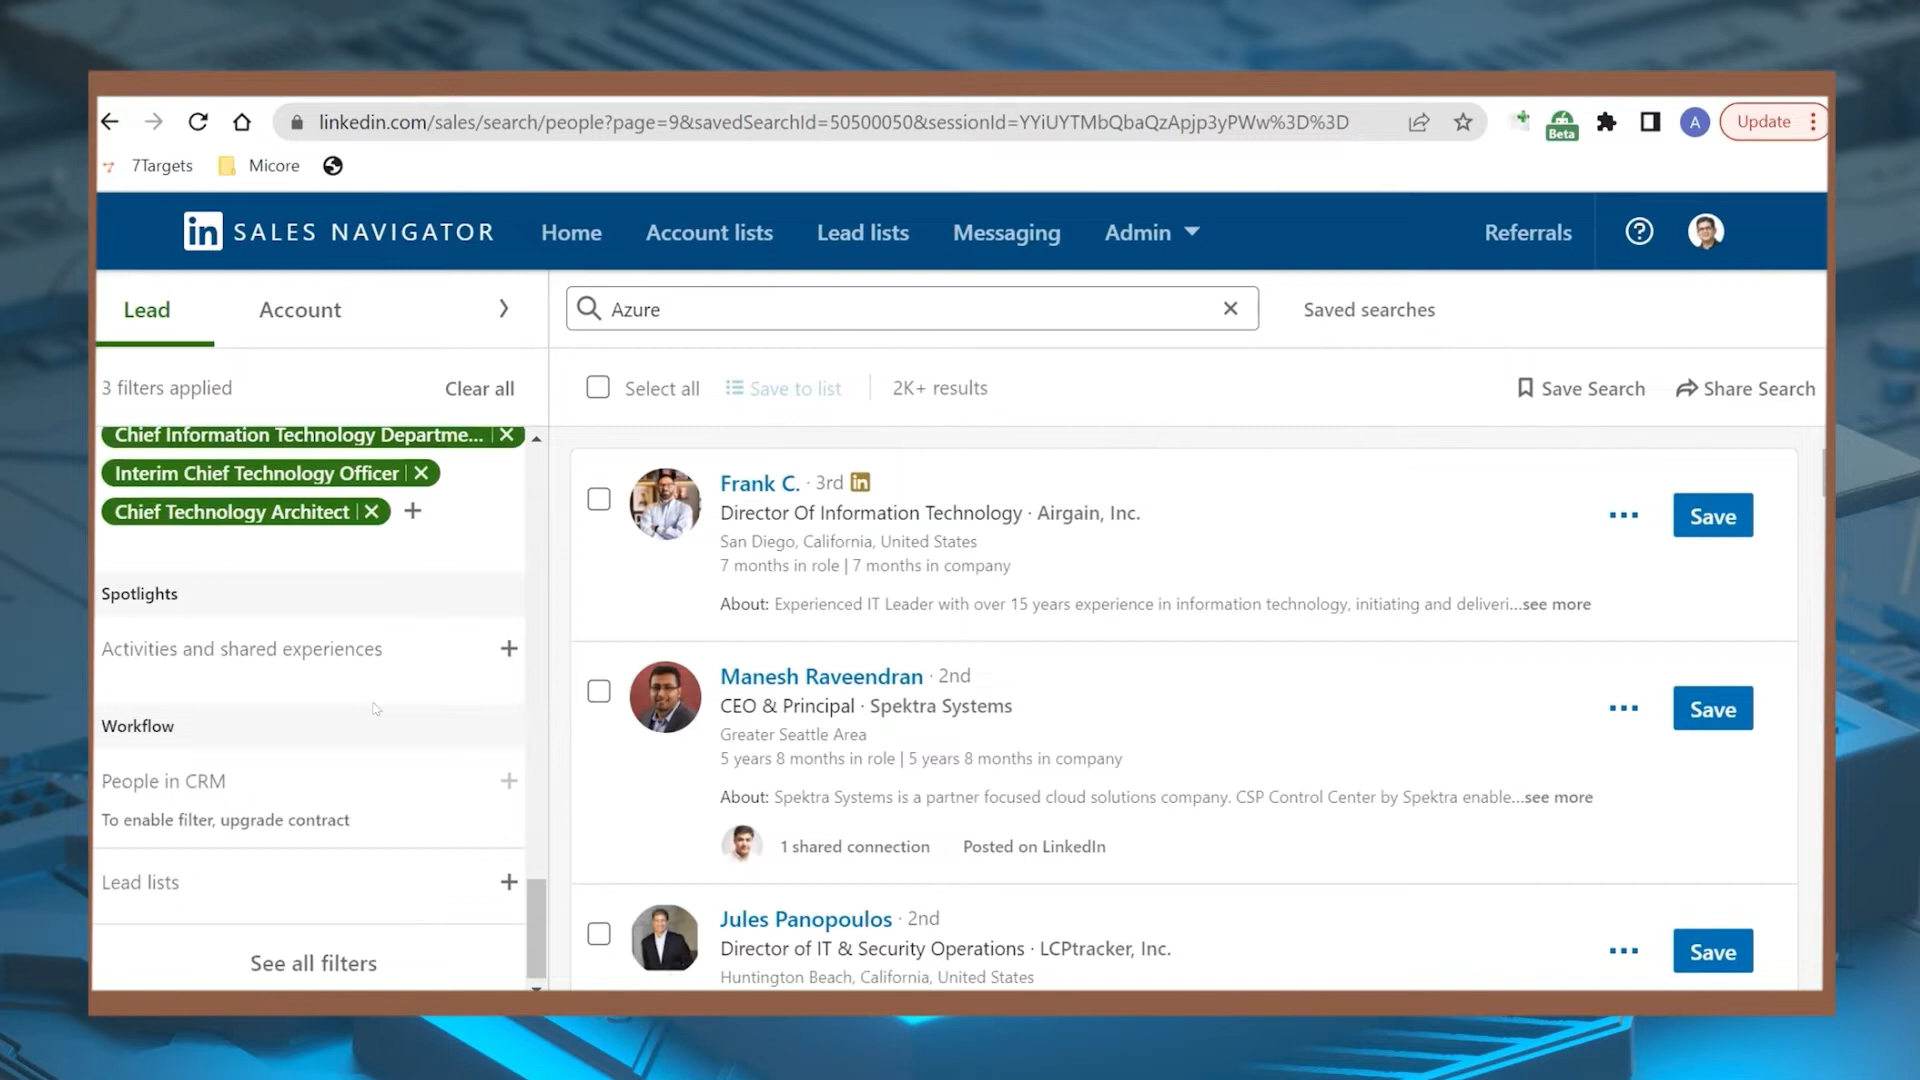 linkedin.com/sales/search/people?page=9&savedSearchId=50500050&sessionId=YYiUYTMbQbaQzApjp3yPWw%3D%3D
Beta
A
Update
7Targets
Micore
in SALES NAVIGATOR
Home
Account lists
Lead lists
Messaging
Admin
Referrals
Lead
Account
Azure
Saved searches
3 filters applied
Clear all
Select all
Save to list
2K+ results
Save Search
Share Search
Chief Information Technology Departme...
Interim Chief Technology Officer
Chief Technology Architect
Spotlights
Activities and shared experiences
Workflow
People in CRM
To enable filter, upgrade contract
Lead lists
See all filters
Frank C. · 3rd in
Director Of Information Technology · Airgain, Inc.
San Diego, California, United States
7 months in role | 7 months in company
About: Experienced IT Leader with over 15 years experience in information technology, initiating and deliveri...see more
Save
Manesh Raveendran · 2nd
CEO & Principal · Spektra Systems
Greater Seattle Area
5 years 8 months in role | 5 years 8 months in company
About: Spektra Systems is a partner focused cloud solutions company. CSP Control Center by Spektra enable...see more
1 shared connection
Posted on LinkedIn
Save
Jules Panopoulos · 2nd
Director of IT & Security Operations · LCPtracker, Inc.
Huntington Beach, California, United States
Save